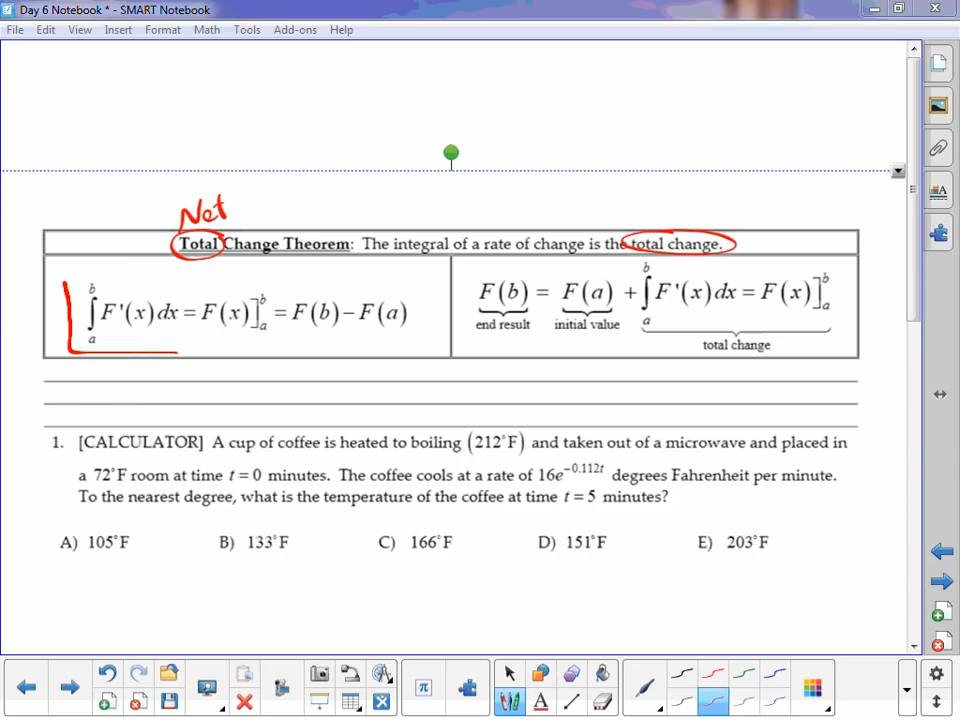 Day 6 Notebook * - SMART Notebook
File Edit View Insert Format Math Tools Add-ons Help
Net
Total Change Theorem: The integral of a rate of change is the total change.
∫_a^b F'(x)dx = F(x)]_a^b = F(b) − F(a)
F(b) = F(a) + ∫_a^b F'(x)dx = F(x)]_a^b
end result initial value
total change
1. [CALCULATOR] A cup of coffee is heated to boiling (212°F) and taken out of a microwave and placed in
a 72°F room at time t = 0 minutes. The coffee cools at a rate of 16e^{−0.112t} degrees Fahrenheit per minute.
To the nearest degree, what is the temperature of the coffee at time t = 5 minutes?
A) 105°F B) 133°F C) 166°F D) 151°F E) 203°F